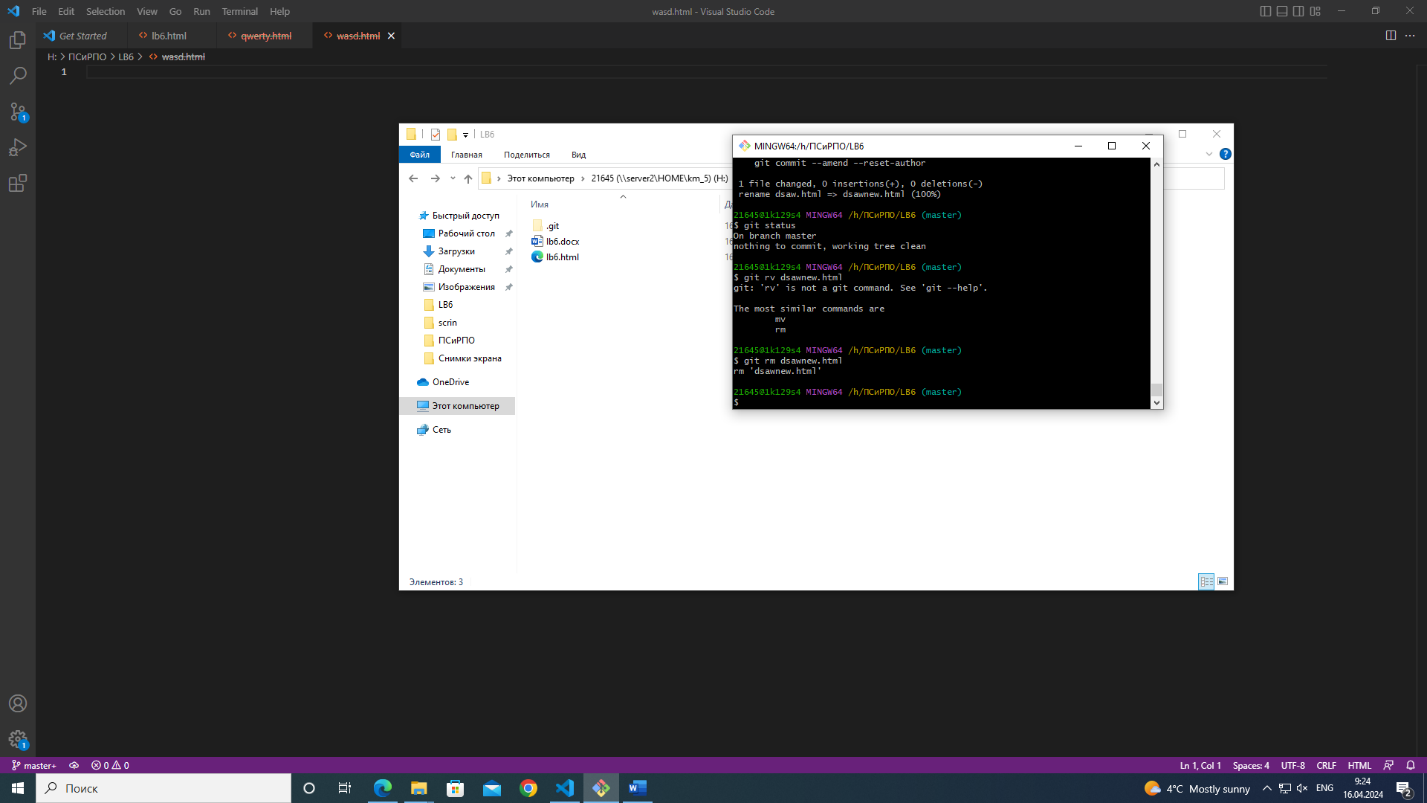 File Edit Selection View Go Run Terminal Help
wasd.html - Visual Studio Code
Get Started
lb6.html
qwerty.html
wasd.html
H: > ПСиРПО > LB6 > wasd.html
1
LB6
Файл Главная Поделиться Вид
Этот компьютер > 21645 (\\server2\HOME\km_5) (H:)
Имя
Быстрый доступ
Рабочий стол
Загрузки
Документы
Изображения
LB6
scrin
ПСиРПО
Снимки экрана
OneDrive
Этот компьютер
Сеть
.git
lb6.docx
lb6.html
Элементов: 3
MINGW64:/h/ПСиРПО/LB6
git commit --amend --reset-author
1 file changed, 0 insertions(+), 0 deletions(-)
rename dsaw.html => dsawnew.html (100%)
21645@1k129s4 MINGW64 /h/ПСиРПО/LB6 (master)
$ git status
On branch master
nothing to commit, working tree clean
21645@1k129s4 MINGW64 /h/ПСиРПО/LB6 (master)
$ git rv dsawnew.html
git: 'rv' is not a git command. See 'git --help'.
The most similar commands are
mv
rm
21645@1k129s4 MINGW64 /h/ПСиРПО/LB6 (master)
$ git rm dsawnew.html
rm 'dsawnew.html'
21645@1k129s4 MINGW64 /h/ПСиРПО/LB6 (master)
$
master+ 0 0
Ln 1, Col 1 Spaces: 4 UTF-8 CRLF HTML
Поиск
4°C Mostly sunny
ENG
9:24
16.04.2024
2